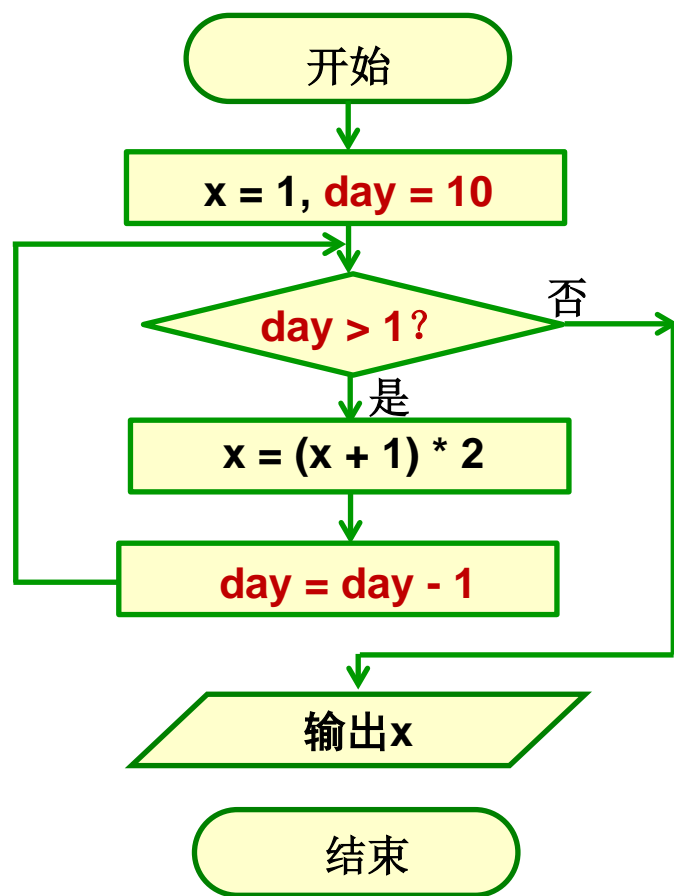 开始
x = 1, day = 10
day > 1？
否
是
x = (x + 1) * 2
day = day - 1
输出x
结束